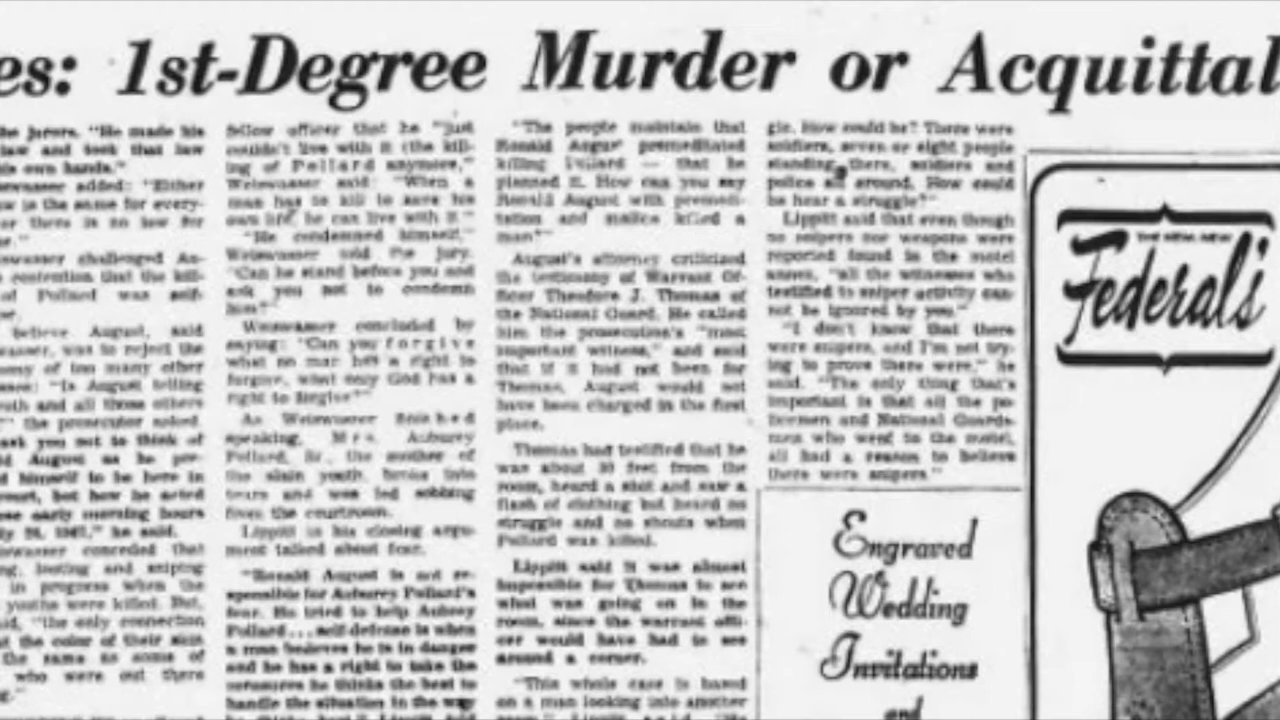 es: 1st-Degree Murder or Acquittal
the jurors. "He made his
law and took that law
his own hands."
added: "Either
w is the same for every-
or there is no law for
challenged Au-
contention that the kill-
of Pollard was self-
believe August, said
was to reject the
of too many other
"Is August telling
and all those others
the prosecutor asked.
ask you not to think of
August as he pre-
himself to be here in
court, but how he acted
early morning hours
he said.
conceded that
looting and sniping
in progress when the
youths were killed. But,
"the only connection
the color of their skin
the same as some of
who were out there
fellow officer that he "just
couldn't live with it (the kill-
ing of Pollard anymore,"
Weiswasser said: "When a
man has to kill to save his
own life, he can live with it."
"He condemned himself,"
Weiswasser told the jury.
"Can he stand before you and
ask you not to condemn
him?"
Weiswasser concluded by
saying: "Can you forgive
what no man has a right to
forgive, what only God has a
right to forgive?"
As Weiswasser finished
speaking, Mrs. Aubrey
Pollard, Sr., the mother of
the slain youth, broke into
tears and was led sobbing
from the courtroom.
Lippitt in his closing argu-
ment talked about fear.
"Ronald August is not re-
sponsible for Auburey Pollard's
fear. He tried to help Aubrey
Pollard... self-defense is when
a man believes he is in danger
and he has a right to take the
measures he thinks the best to
handle the situation in the way
"The people maintain that
Ronald August premeditated
killing Pollard — that he
planned it. How can you say
Ronald August with premedi-
tation and malice killed a
man?"
August's attorney criticized
the testimony of Warrant Of-
ficer Theodore J. Thomas of
the National Guard. He called
him the prosecution's "most
important witness," and said
that if it had not been for
Thomas, August would not
have been charged in the first
place.
Thomas had testified that he
was about 30 feet from the
room, heard a shot and saw a
flash of clothing but heard no
struggle and no shouts when
Pollard was killed.
Lippitt said it was almost
impossible for Thomas to see
what was going on in the
room, since the warrant offi-
cer would have had to see
around a corner.
"This whole case is based
on a man looking into another
gle. How could he? There were
soldiers, seven or eight people
standing there, soldiers and
police all around. How could
he hear a struggle?"
Lippitt said that even though
no snipers nor weapons were
reported found in the motel
annex, "all the witnesses who
testified to sniper activity can-
not be ignored by you."
"I don't know that there
were snipers, and I'm not try-
ing to prove there were," he
said. "The only thing that's
important is that all the po-
licemen and National Guards-
men who went to the motel,
all had a reason to believe
there were snipers."
Engraved
Wedding
Invitations
and
Federal's